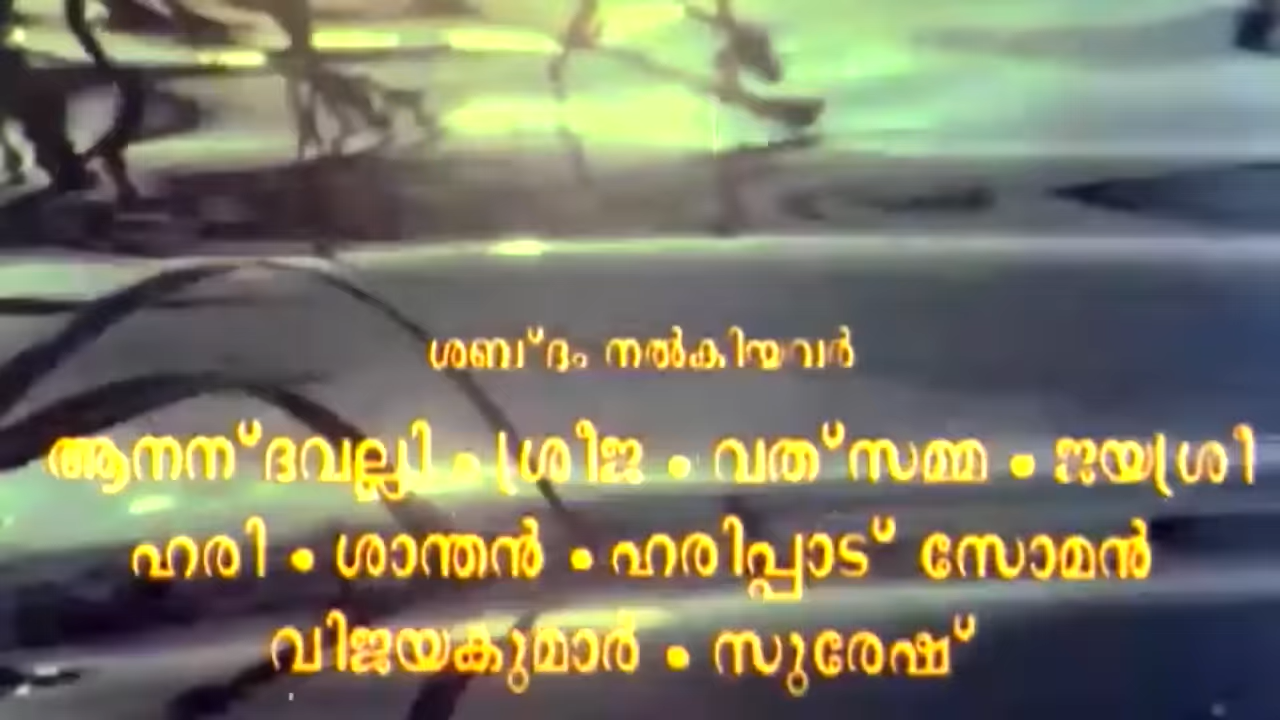 ശബ്ദം നൽകിയവർ
ആനന്ദവല്ലി • ശ്രീജ • വത്സമ്മ • ജയശ്രീ
ഹരി • ശാന്തൻ • ഹരിപ്പാട് സോമൻ
വിജയകുമാർ • സുരേഷ്